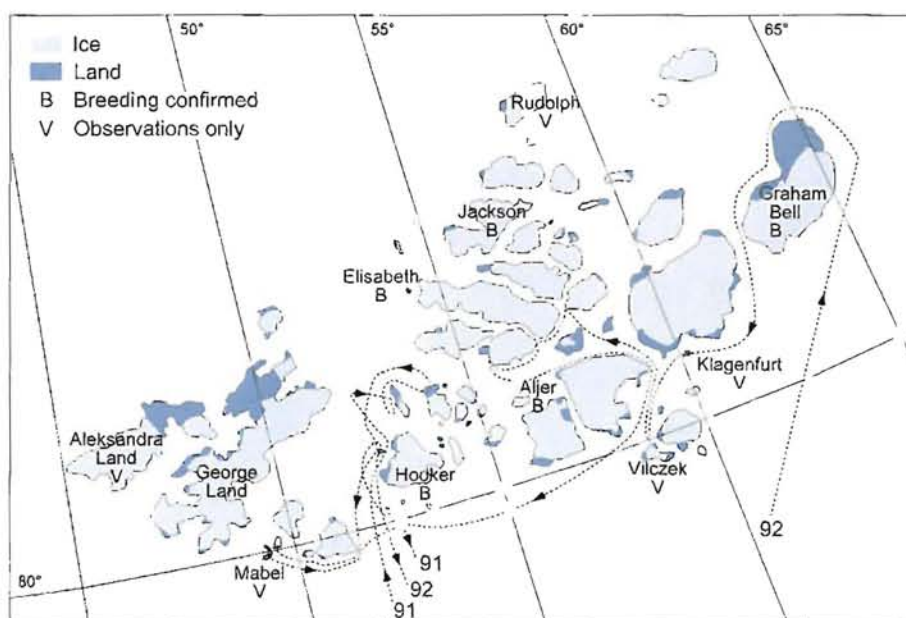 50°
55°
60°
65°
Ice
Land
B Breeding confirmed
V Observations only
Rudolph
V
Graham
Bell
B
Jackson
B
Elisabeth
B
Klagenfurt
V
Aljer
B
Aleksandra
Land
V
George
Land
Hooker
B
Vilczek
V
92
80°
Mabel
V
91
92
91